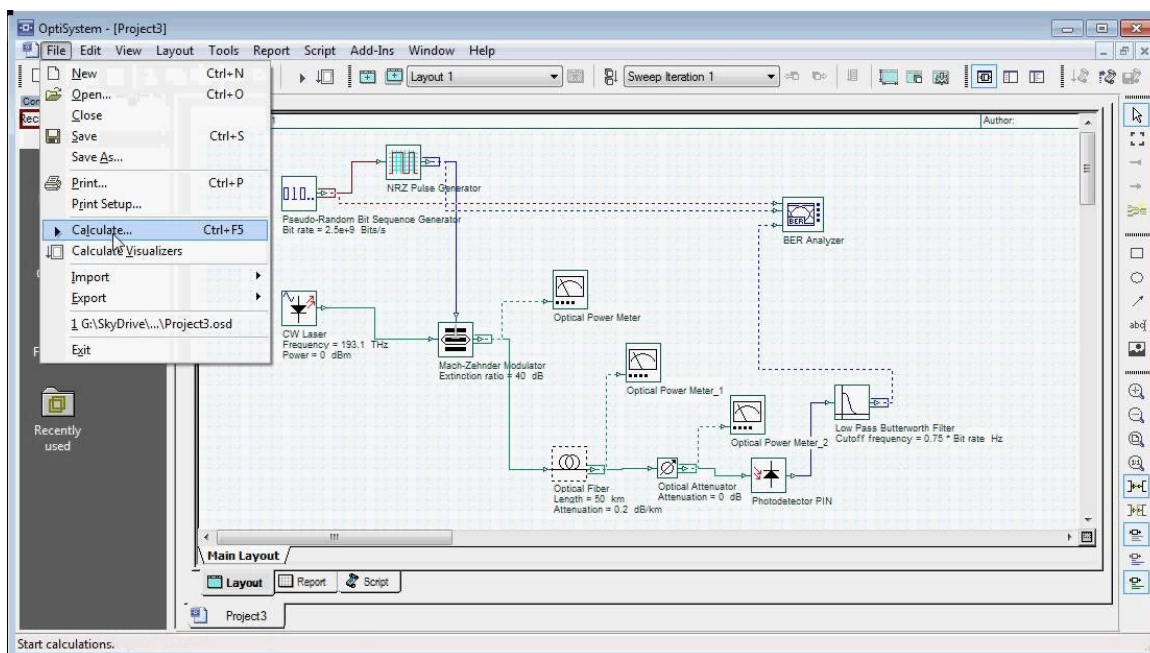 OptiSystem - [Project3]
File Edit View Layout Tools Report Script Add-Ins Window Help
New Ctrl+N
Open... Ctrl+O
Close
Save Ctrl+S
Save As...
Print... Ctrl+P
Print Setup...
Calculate... Ctrl+F5
Calculate Visualizers
Import
Export
1 G:\SkyDrive\...\Project3.osd
Exit
Layout 1
Sweep Iteration 1
Author:
NRZ Pulse Generator
010..
Pseudo-Random Bit Sequence Generator
Bit rate = 2.5e+9 Bits/s
BER
BER Analyzer
Optical Power Meter
CW Laser
Frequency = 193.1 THz
Power = 0 dBm
Mach-Zehnder Modulator
Extinction ratio = 40 dB
Optical Power Meter_1
Optical Power Meter_2
Low Pass Butterworth Filter
Cutoff frequency = 0.75 * Bit rate Hz
Optical Fiber
Length = 50 km
Attenuation = 0.2 dB/km
Optical Attenuator
Attenuation = 0 dB
Photodetector PIN
Recently
used
Main Layout
Layout Report Script
Project3
Start calculations.